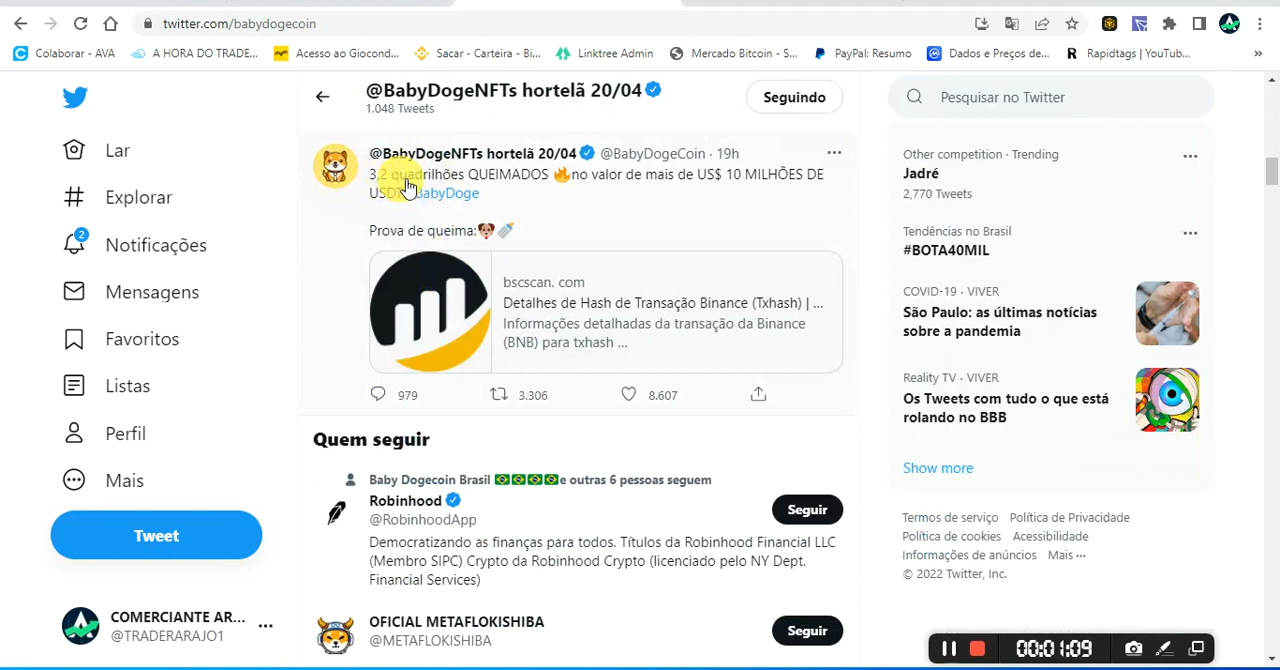 twitter.com/babydogecoin
Colaborar - AVA
A HORA DO TRADE...
Acesso ao Giocond...
Sacar - Carteira - Bi...
Linktree Admin
Mercado Bitcoin - S...
PayPal: Resumo
Dados e Preços de...
Rapidtags | YouTub...
»
Lar
Explorar
2
Notificações
Mensagens
Favoritos
Listas
Perfil
Mais
Tweet
COMERCIANTE AR...
@TRADERARAJO1
@BabyDogeNFTs hortelã 20/04
1.048 Tweets
Seguindo
@BabyDogeNFTs hortelã 20/04 @BabyDogeCoin · 19h
3,2 quadrilhões QUEIMADOS 🔥no valor de mais de US$ 10 MILHÕES DE
BabyDoge
Prova de queima:🐶🍼
bscscan. com
Detalhes de Hash de Transação Binance (Txhash) | ...
Informações detalhadas da transação da Binance
(BNB) para txhash ...
979
3.306
8.607
Quem seguir
Baby Dogecoin Brasil 🇧🇷🇧🇷🇧🇷🇧🇷e outras 6 pessoas seguem
Robinhood
@RobinhoodApp
Seguir
Democratizando as finanças para todos. Títulos da Robinhood Financial LLC
(Membro SIPC) Crypto da Robinhood Crypto (licenciado pelo NY Dept.
Financial Services)
OFICIAL METAFLOKISHIBA
@METAFLOKISHIBA
Seguir
Pesquisar no Twitter
Other competition · Trending
Jadré
2,770 Tweets
Tendências no Brasil
#BOTA40MIL
COVID-19 · VIVER
São Paulo: as últimas notícias
sobre a pandemia
Reality TV · VIVER
Os Tweets com tudo o que está
rolando no BBB
Show more
Termos de serviço Política de Privacidade
Política de cookies Acessibilidade
Informações de anúncios Mais ···
© 2022 Twitter, Inc.
00:01:09